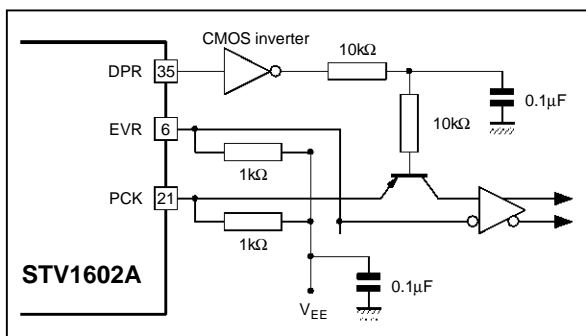 CMOS inverter
DPR 35
10kΩ
0.1µF
EVR 6
10kΩ
1kΩ
PCK 21
1kΩ
STV1602A
0.1µF
VEE